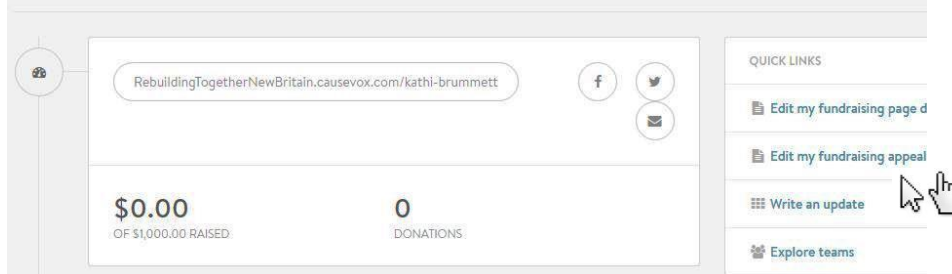 RebuildingTogetherNewBritain.causevox.com/kathi-brummett
$0.00
OF $1,000.00 RAISED
0
DONATIONS
QUICK LINKS
Edit my fundraising page d
Edit my fundraising appeal
Write an update
Explore teams